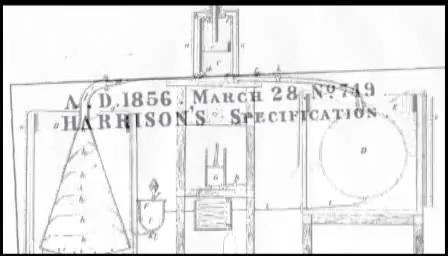 A.D. 1856. MARCH 28. Nº 749.
HARRISON'S SPECIFICATION.